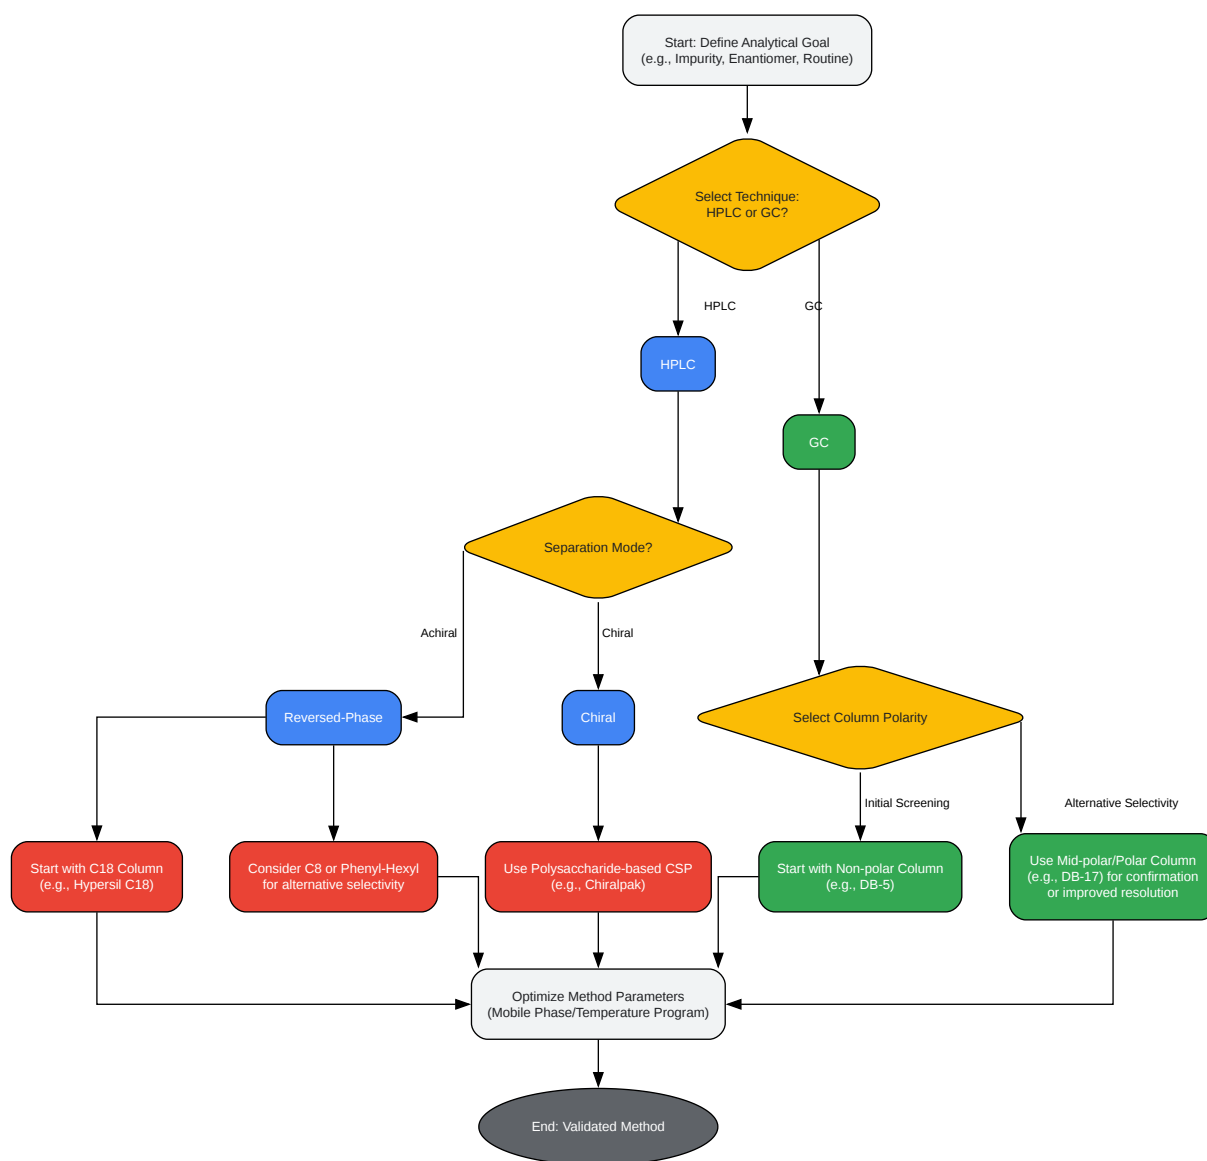 Start: Define Analytical Goal
(e.g., Impurity, Enantiomer, Routine)
Select Technique:
HPLC or GC?
HPLC
GC
HPLC
GC
Separation Mode?
Achiral
Chiral
Reversed-Phase
Chiral
Select Column Polarity
Initial Screening
Alternative Selectivity
Start with C18 Column
(e.g., Hypersil C18)
Consider C8 or Phenyl-Hexyl
for alternative selectivity
Use Polysaccharide-based CSP
(e.g., Chiralpak)
Start with Non-polar Column
(e.g., DB-5)
Use Mid-polar/Polar Column
(e.g., DB-17) for confirmation
or improved resolution
Optimize Method Parameters
(Mobile Phase/Temperature Program)
End: Validated Method